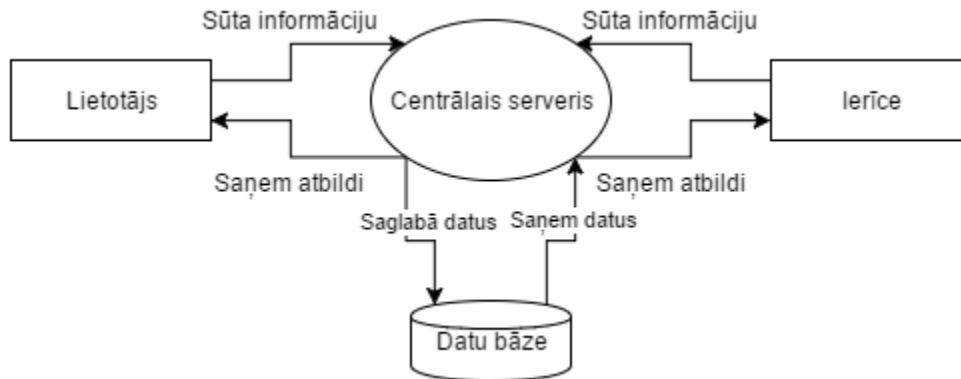 Sūta informāciju
Sūta informāciju
Lietotājs
Centrālais serveris
Ierīce
Saņem atbildi
Saņem atbildi
Saglabā datus
Saņem datus
Datu bāze